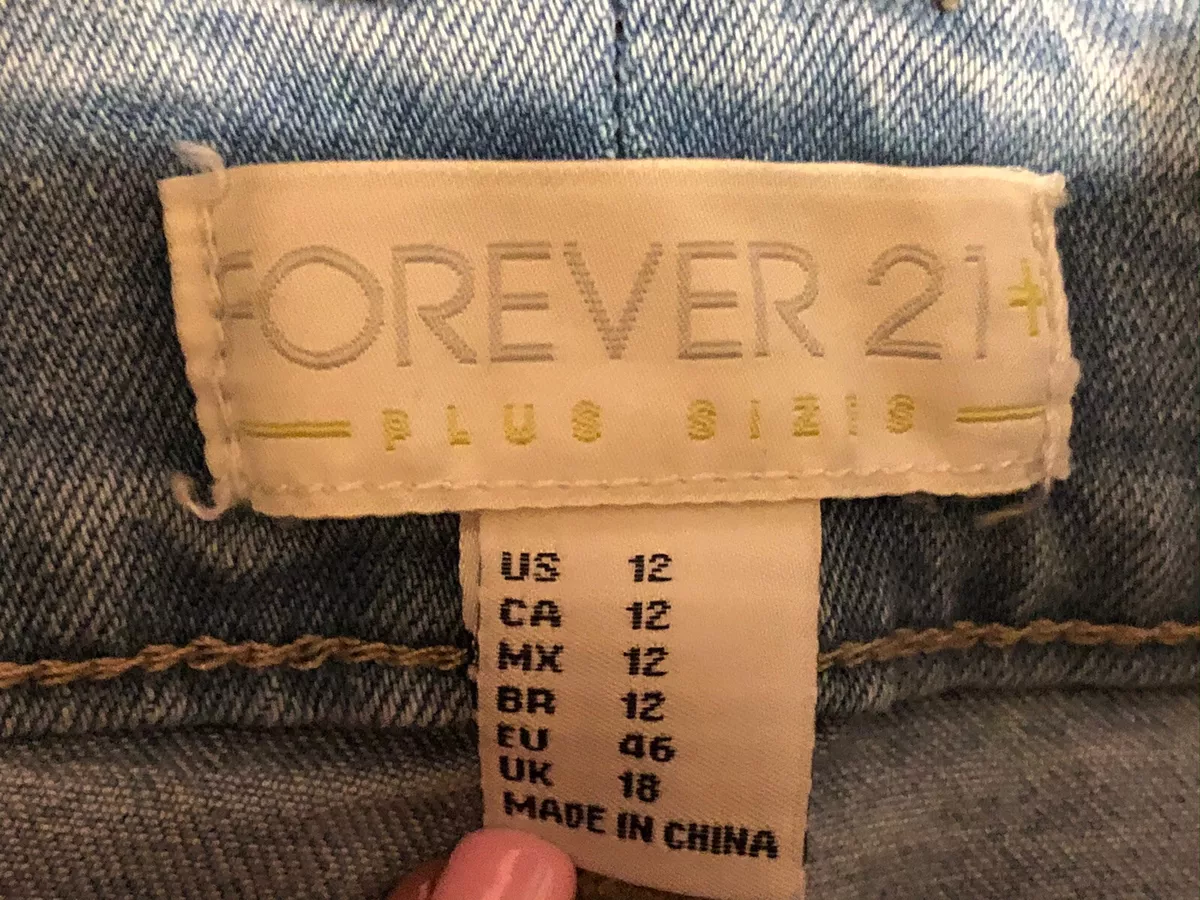 FOREVER 21+
PLUS SIZES
US 12
CA 12
MX 12
BR 12
EU 46
UK 18
MADE IN CHINA